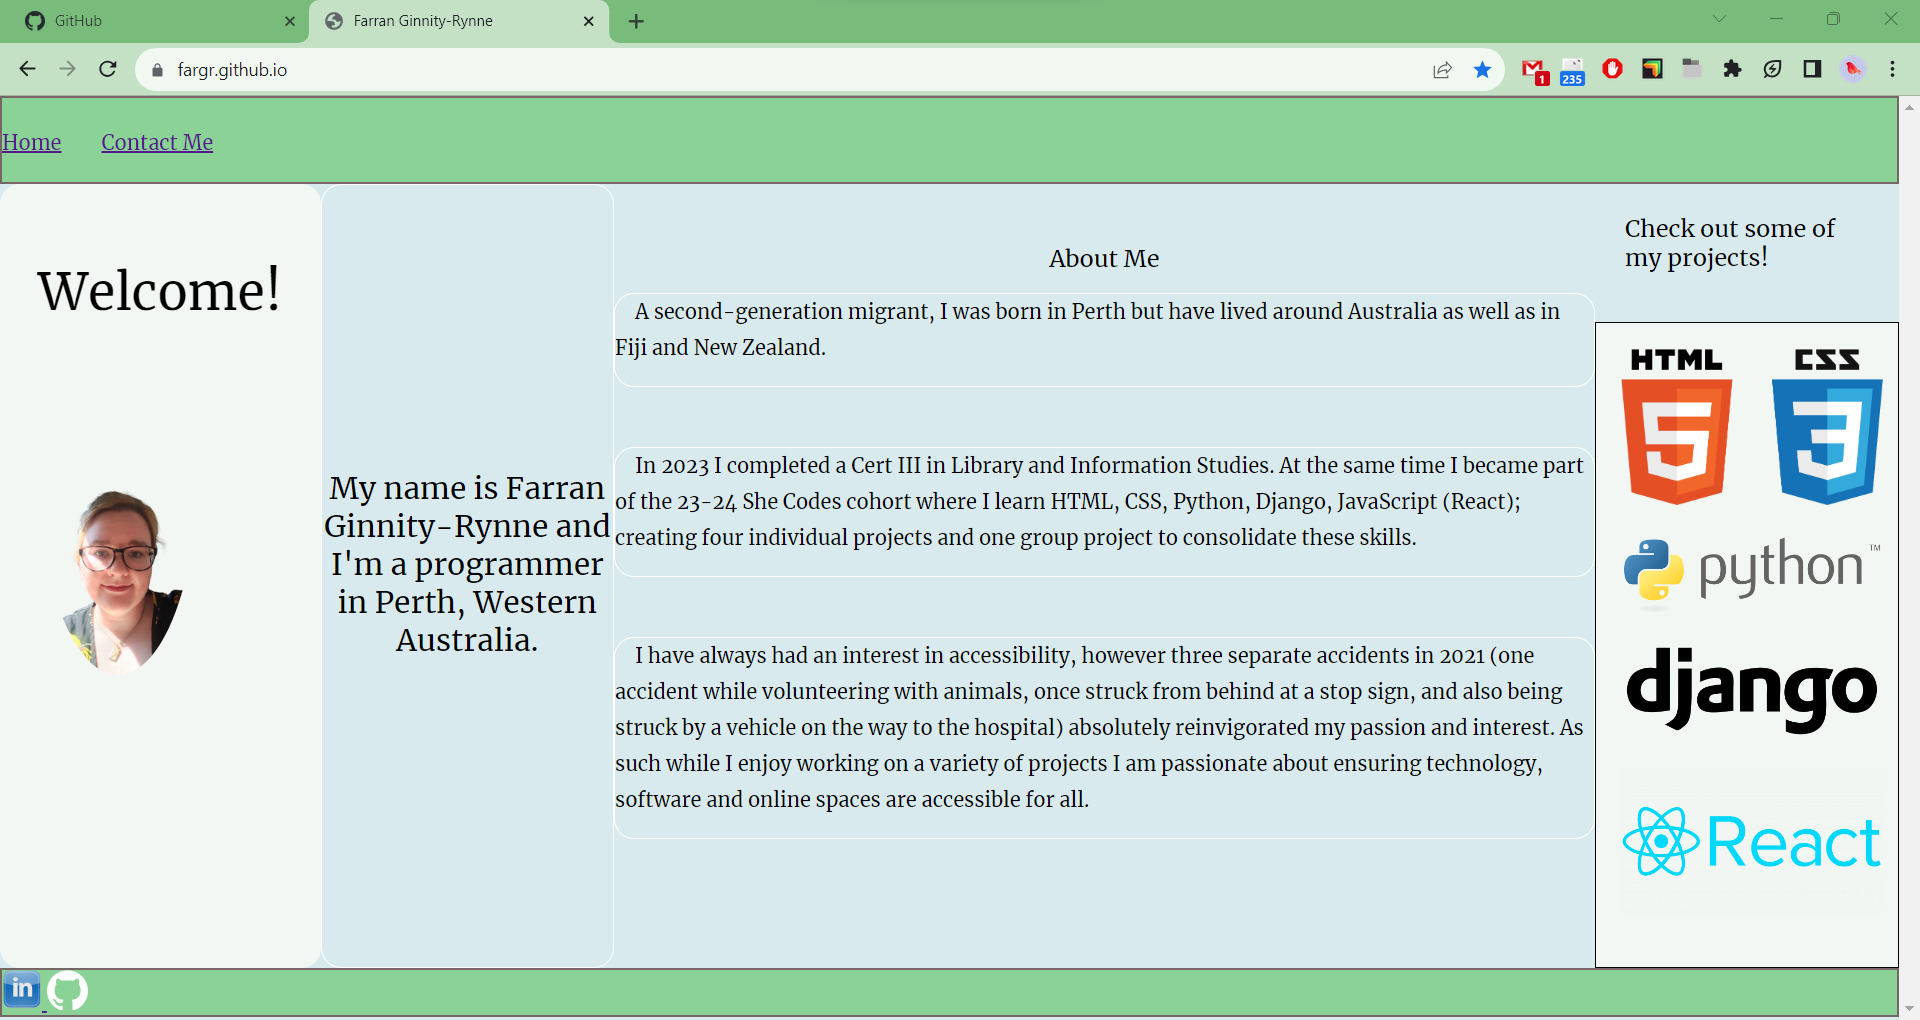 GitHub
Farran Ginnity-Rynne
fargr.github.io
1
235
Home
Contact Me
Welcome!
My name is Farran
Ginnity-Rynne and
I'm a programmer
in Perth, Western
Australia.
About Me
A second-generation migrant, I was born in Perth but have lived around Australia as well as in
Fiji and New Zealand.
In 2023 I completed a Cert III in Library and Information Studies. At the same time I became part
of the 23-24 She Codes cohort where I learn HTML, CSS, Python, Django, JavaScript (React);
creating four individual projects and one group project to consolidate these skills.
I have always had an interest in accessibility, however three separate accidents in 2021 (one
accident while volunteering with animals, once struck from behind at a stop sign, and also being
struck by a vehicle on the way to the hospital) absolutely reinvigorated my passion and interest. As
such while I enjoy working on a variety of projects I am passionate about ensuring technology,
software and online spaces are accessible for all.
Check out some of
my projects!
HTML CSS
5 3
python™
django
React
in